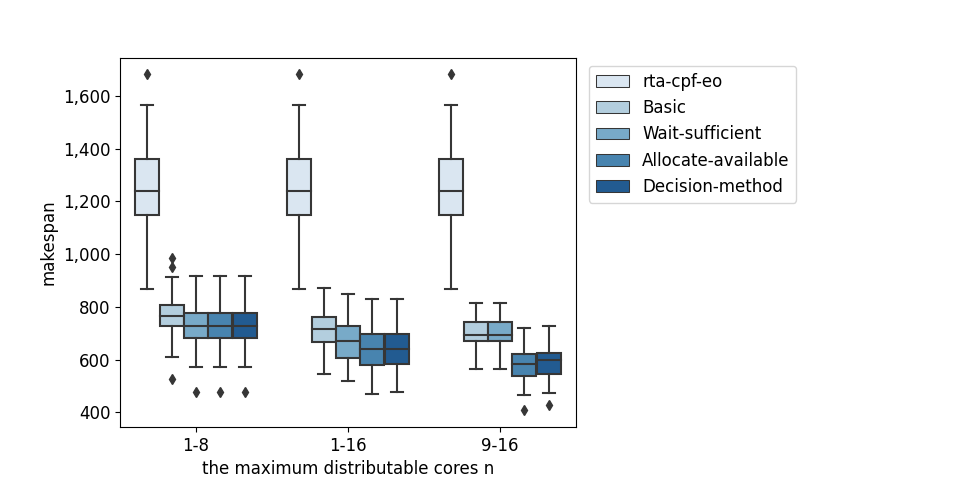 1,600
1,400
1,200
1,000
800
600
400
makespan
1-8
1-16
9-16
the maximum distributable cores n
rta-cpf-eo
Basic
Wait-sufficient
Allocate-available
Decision-method